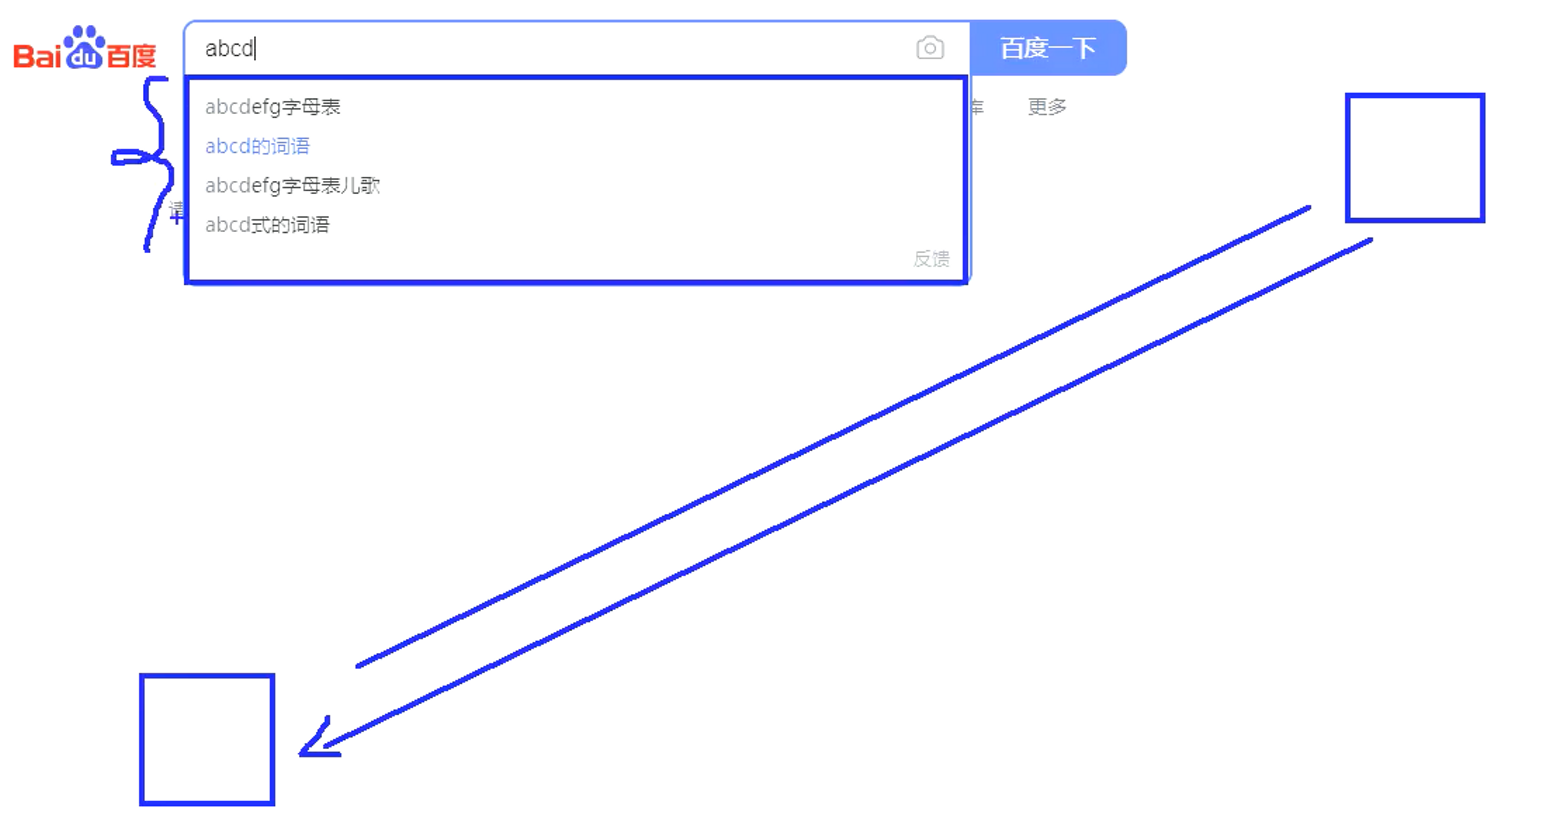 Bai du 百度
abcd
百度一下
库 更多
abcdefg字母表
abcd的词语
abcdefg字母表儿歌
请
abcd式的词语
反馈